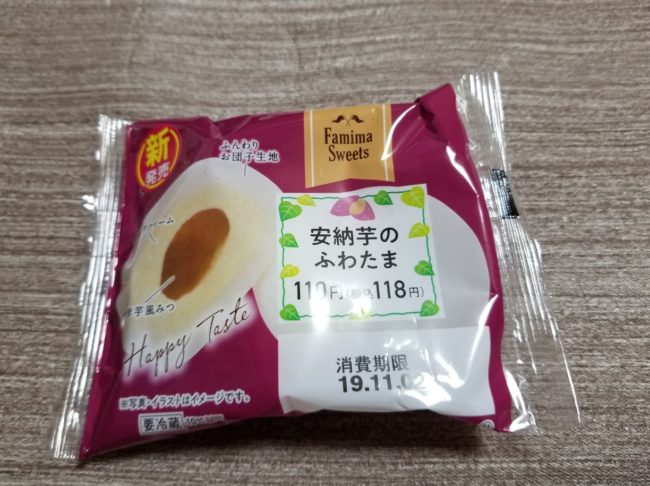 Famima
Sweets
新
発売
ふんわり
お団子生地
クリーム
芋風みつ
安納芋の
ふわたま
110円(税込118円)
Happy Taste
消費期限
19.11.02
※写真・イラストはイメージです。
要冷蔵